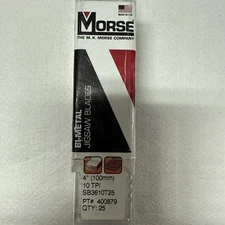 MORSE
THE M. K. MORSE COMPANY
BI-METAL
JIGSAW BLADES
4" (100mm)
10 TPI
SB3610T25
PT# 400879
QTY: 25